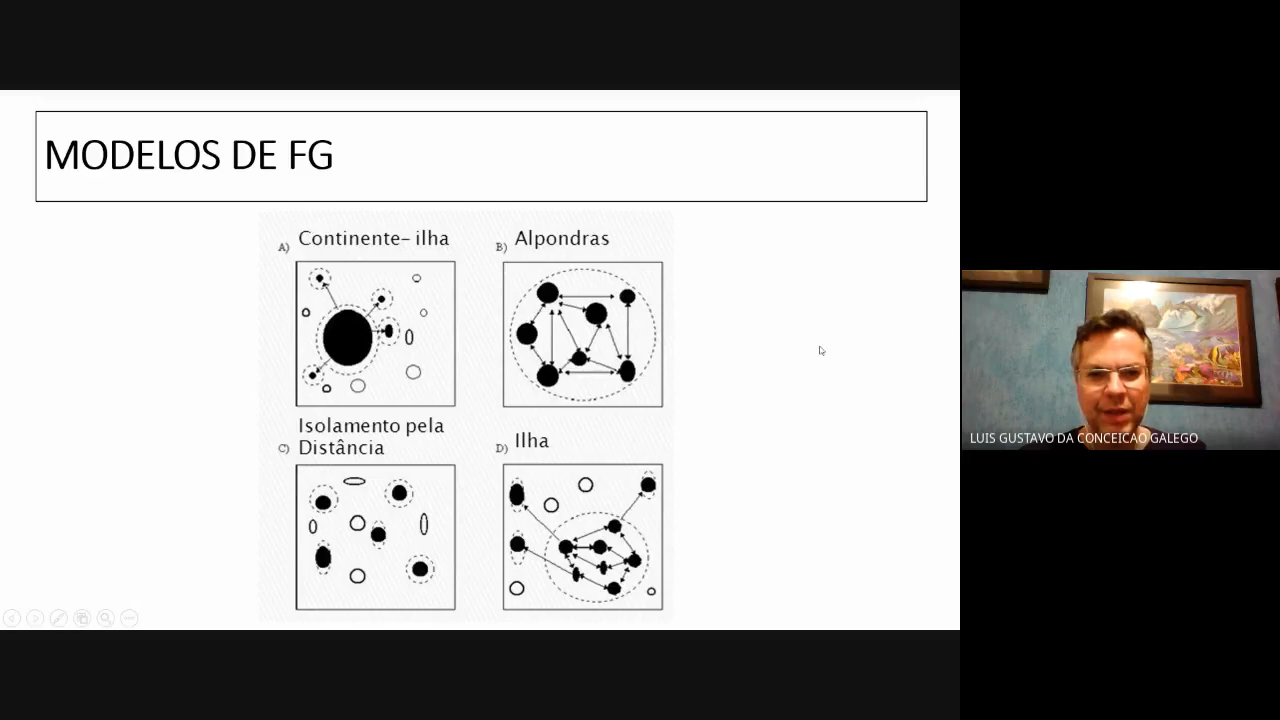 MODELOS DE FG
A) Continente- ilha
B) Alpondras
C) Isolamento pela
Distância
D) Ilha
LUIS GUSTAVO DA CONCEICAO GALEGO